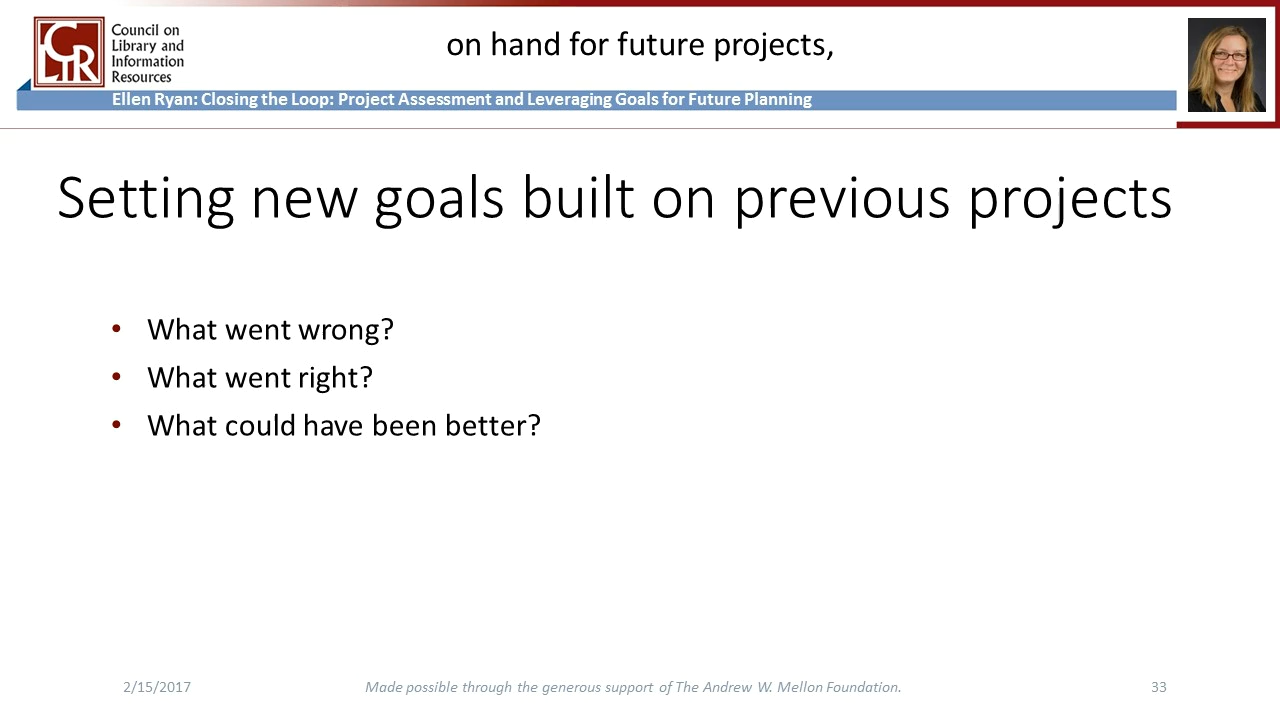 CLIR
Council on
Library and
Information
Resources
on hand for future projects,
Ellen Ryan: Closing the Loop: Project Assessment and Leveraging Goals for Future Planning
Setting new goals built on previous projects
• What went wrong?
• What went right?
• What could have been better?
2/15/2017
Made possible through the generous support of The Andrew W. Mellon Foundation.
33